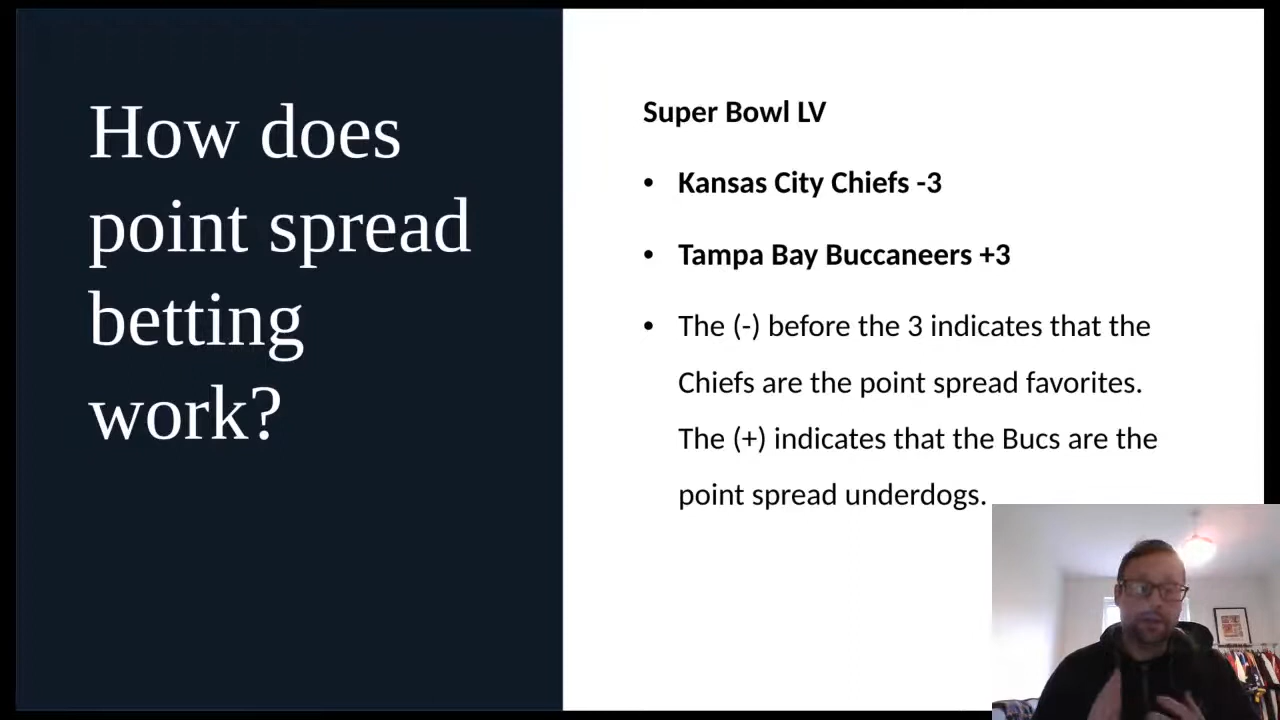 How does
point spread
betting
work?
Super Bowl LV
• Kansas City Chiefs -3
• Tampa Bay Buccaneers +3
• The (-) before the 3 indicates that the
Chiefs are the point spread favorites.
The (+) indicates that the Bucs are the
point spread underdogs.